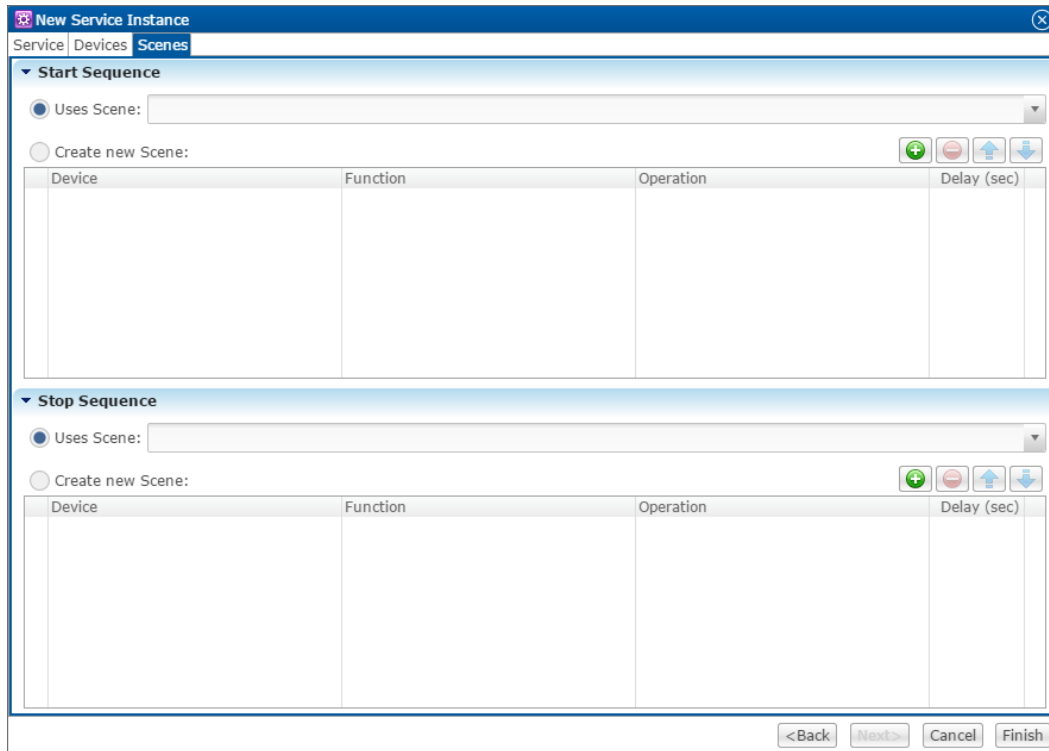 New Service Instance
Service Devices Scenes
Start Sequence
Uses Scene:
Create new Scene:
Device Function Operation Delay (sec)
Stop Sequence
Uses Scene:
Create new Scene:
Device Function Operation Delay (sec)
<Back Next> Cancel Finish